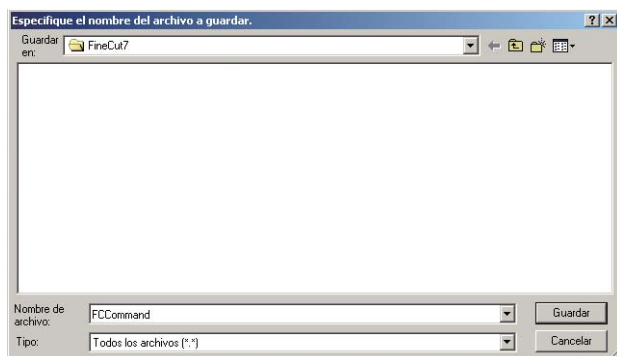 Especifique el nombre del archivo a guardar.
Guardar
en:
FineCut7
Nombre de
archivo:
FCCommand
Guardar
Tipo:
Todos los archivos (*.*)
Cancelar